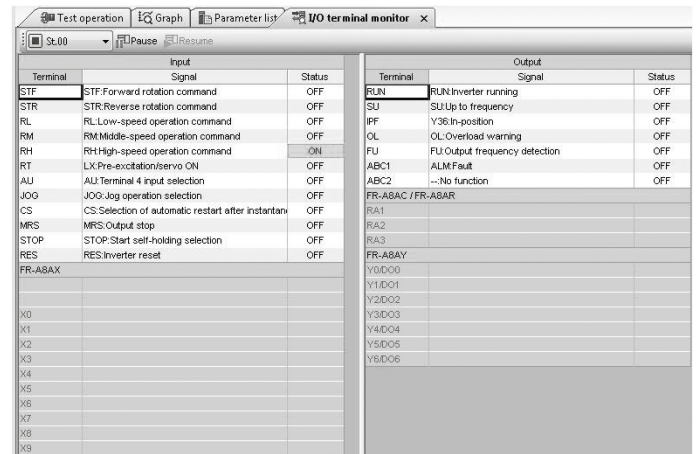 Test operation Graph Parameter list I/O terminal monitor ×
St.00 Pause Resume
Input
Terminal Signal Status
STF STF:Forward rotation command OFF
STR STR:Reverse rotation command OFF
RL RL:Low-speed operation command OFF
RM RM:Middle-speed operation command OFF
RH RH:High-speed operation command ON
RT LX:Pre-excitation/servo ON OFF
AU AU:Terminal 4 input selection OFF
JOG JOG:Jog operation selection OFF
CS CS:Selection of automatic restart after instantan OFF
MRS MRS:Output stop OFF
STOP STOP:Start self-holding selection OFF
RES RES:Inverter reset OFF
FR-A8AX
X0
X1
X2
X3
X4
X5
X6
X7
X8
X9
Output
Terminal Signal Status
RUN RUN:Inverter running OFF
SU SU:Up to frequency OFF
IPF Y36:In-position OFF
OL OL:Overload warning OFF
FU FU:Output frequency detection OFF
ABC1 ALM:Fault OFF
ABC2 --:No function OFF
FR-A8AC / FR-A8AR
RA1
RA2
RA3
FR-A8AY
Y0/DO0
Y1/DO1
Y2/DO2
Y3/DO3
Y4/DO4
Y5/DO5
Y6/DO6